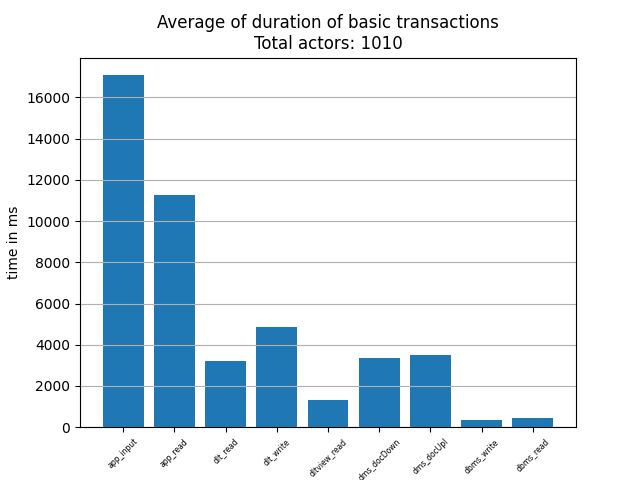 Average of duration of basic transactions
Total actors: 1010
time in ms
16000
14000
12000
10000
8000
6000
4000
2000
0
app_input
app_read
dlt_read
dlt_write
dltview_read
dms_docDown
dms_docUpl
dbms_write
dbms_read